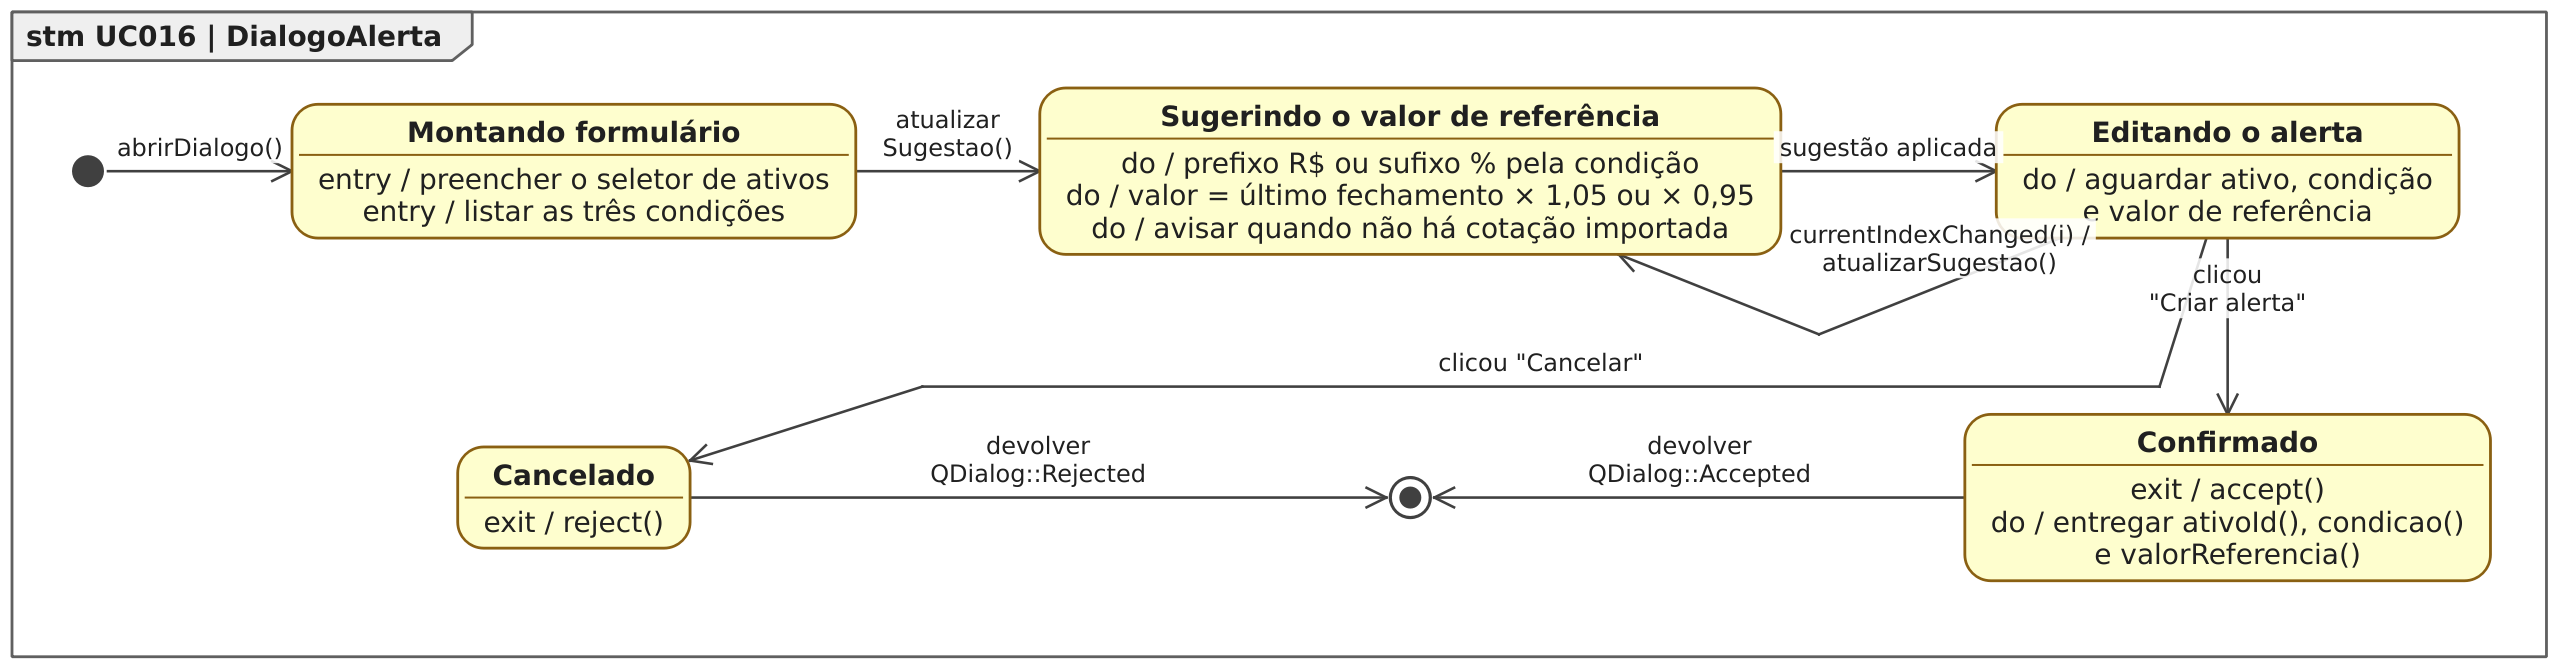 stm UC016 | DialogoAlerta
abrirDialogo()
Montando formulário
entry / preencher o seletor de ativos
entry / listar as três condições
atualizar
Sugestao()
Sugerindo o valor de referência
do / prefixo R$ ou sufixo % pela condição
do / valor = último fechamento × 1,05 ou × 0,95
do / avisar quando não há cotação importada
sugestão aplicada
Editando o alerta
do / aguardar ativo, condição
e valor de referência
currentIndexChanged(i) /
atualizarSugestao()
clicou
"Criar alerta"
clicou "Cancelar"
Cancelado
exit / reject()
devolver
QDialog::Rejected
devolver
QDialog::Accepted
Confirmado
exit / accept()
do / entregar ativoId(), condicao()
e valorReferencia()